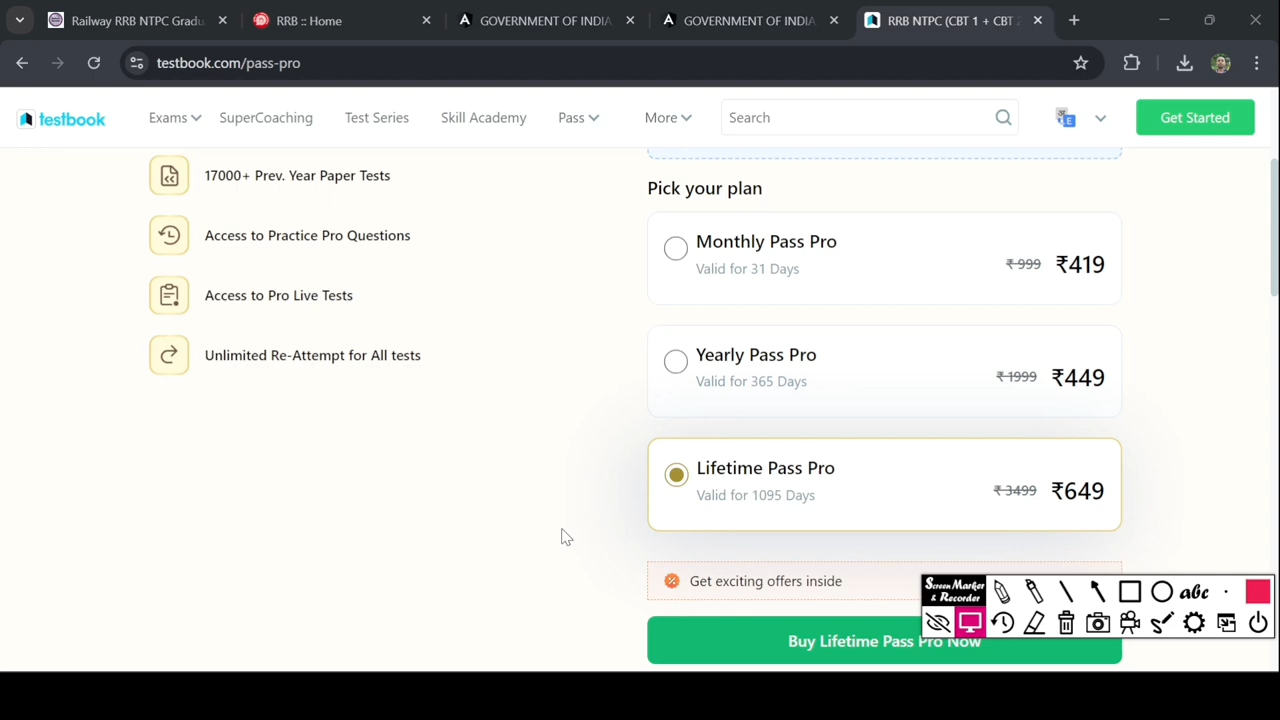 Railway RRB NTPC Gradu
RRB :: Home
GOVERNMENT OF INDIA
GOVERNMENT OF INDIA
RRB NTPC (CBT 1 + CBT
testbook.com/pass-pro
testbook
Exams
SuperCoaching
Test Series
Skill Academy
Pass
More
Search
E
Get Started
17000+ Prev. Year Paper Tests
Access to Practice Pro Questions
Access to Pro Live Tests
Unlimited Re-Attempt for All tests
Pick your plan
Monthly Pass Pro
Valid for 31 Days
₹ 999 ₹419
Yearly Pass Pro
Valid for 365 Days
₹ 1999 ₹449
Lifetime Pass Pro
Valid for 1095 Days
₹ 3499 ₹649
Get exciting offers inside
Buy Lifetime Pass Pro Now
Screen Marker
& Recorder
abc